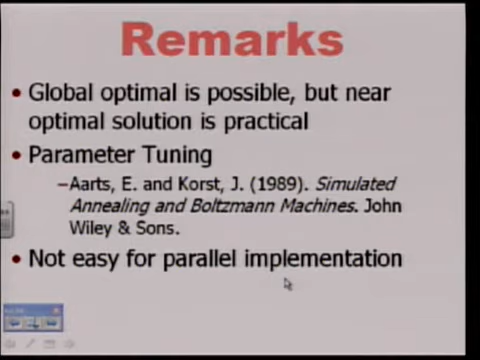 Remarks
• Global optimal is possible, but near
optimal solution is practical
• Parameter Tuning
–Aarts, E. and Korst, J. (1989). Simulated
Annealing and Boltzmann Machines. John
Wiley & Sons.
• Not easy for parallel implementation